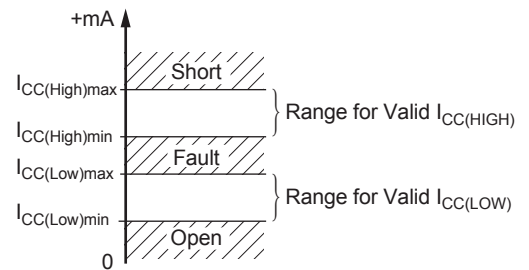 +mA
Short
ICC(High)max
Range for Valid ICC(HIGH)
ICC(High)min
Fault
ICC(Low)max
Range for Valid ICC(LOW)
ICC(Low)min
Open
0